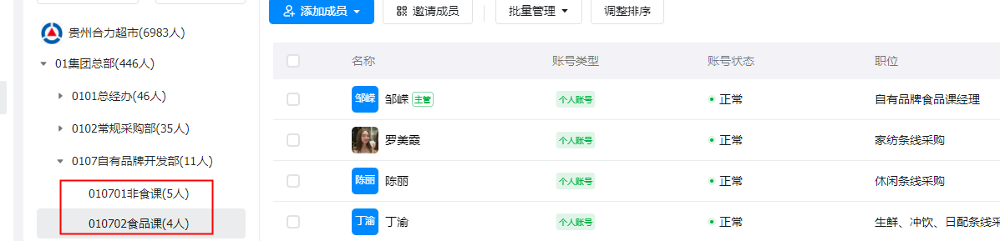 添加成员
邀请成员
批量管理
调整排序
贵州合力超市(6983人)
01集团总部(446人)
0101总经办(46人)
0102常规采购部(35人)
0107自有品牌开发部(11人)
010701非食课(5人)
010702食品课(4人)
名称 账号类型 账号状态 职位
邹嵘 邹嵘 主管 个人账号 正常 自有品牌食品课经理
罗美霞 个人账号 正常 家纺条线采购
陈丽 陈丽 个人账号 正常 休闲条线采购
丁渝 丁渝 个人账号 正常 生鲜、冲饮、日配条线采